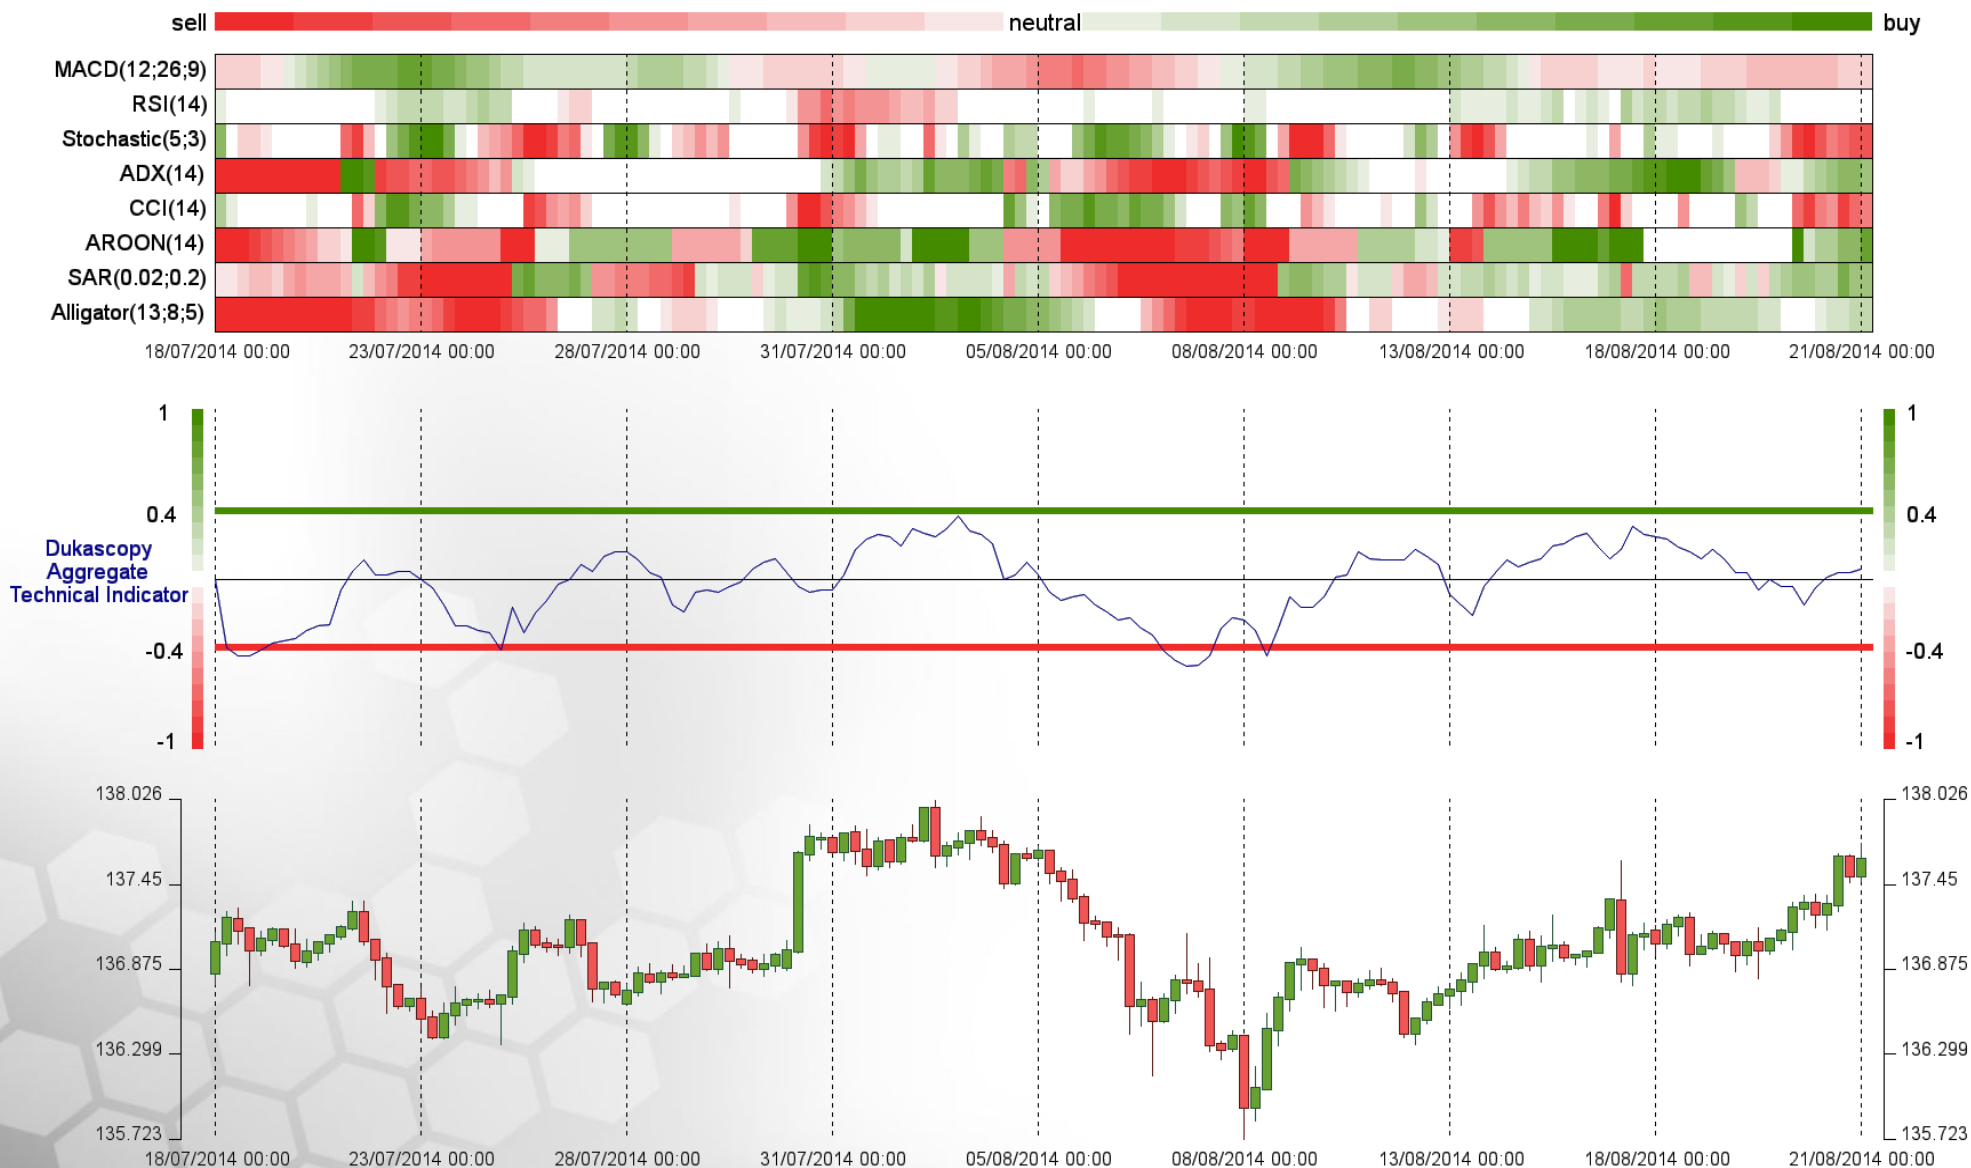 sell neutral buy
MACD(12;26;9)
RSI(14)
Stochastic(5;3)
ADX(14)
CCI(14)
AROON(14)
SAR(0.02;0.2)
Alligator(13;8;5)
18/07/2014 00:00 23/07/2014 00:00 28/07/2014 00:00 31/07/2014 00:00 05/08/2014 00:00 08/08/2014 00:00 13/08/2014 00:00 18/08/2014 00:00 21/08/2014 00:00
1 1
0.4 0.4
Dukascopy
Aggregate
Technical Indicator
-0.4 -0.4
-1 -1
138.026 138.026
137.45 137.45
136.875 136.875
136.299 136.299
135.723 135.723
18/07/2014 00:00 23/07/2014 00:00 28/07/2014 00:00 31/07/2014 00:00 05/08/2014 00:00 08/08/2014 00:00 13/08/2014 00:00 18/08/2014 00:00 21/08/2014 00:00